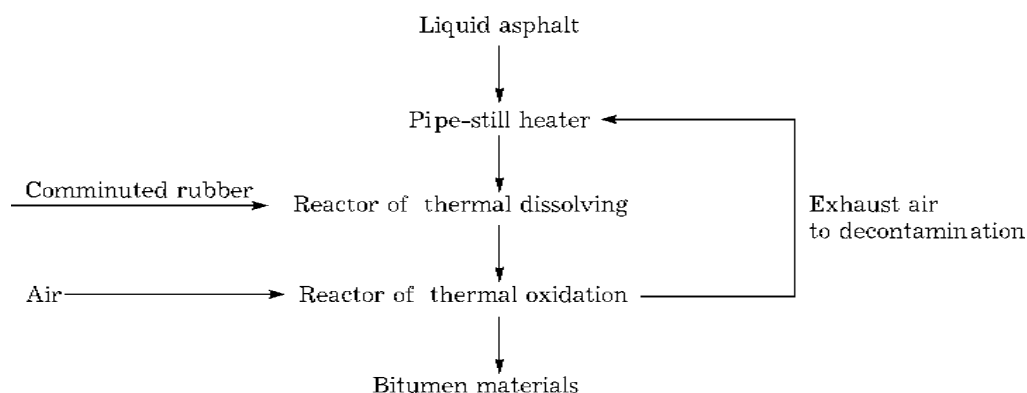 Liquid asphalt
Pipe-still heater
Comminuted rubber
Reactor of thermal dissolving
Exhaust air
to decontamination
Air
Reactor of thermal oxidation
Bitumen materials